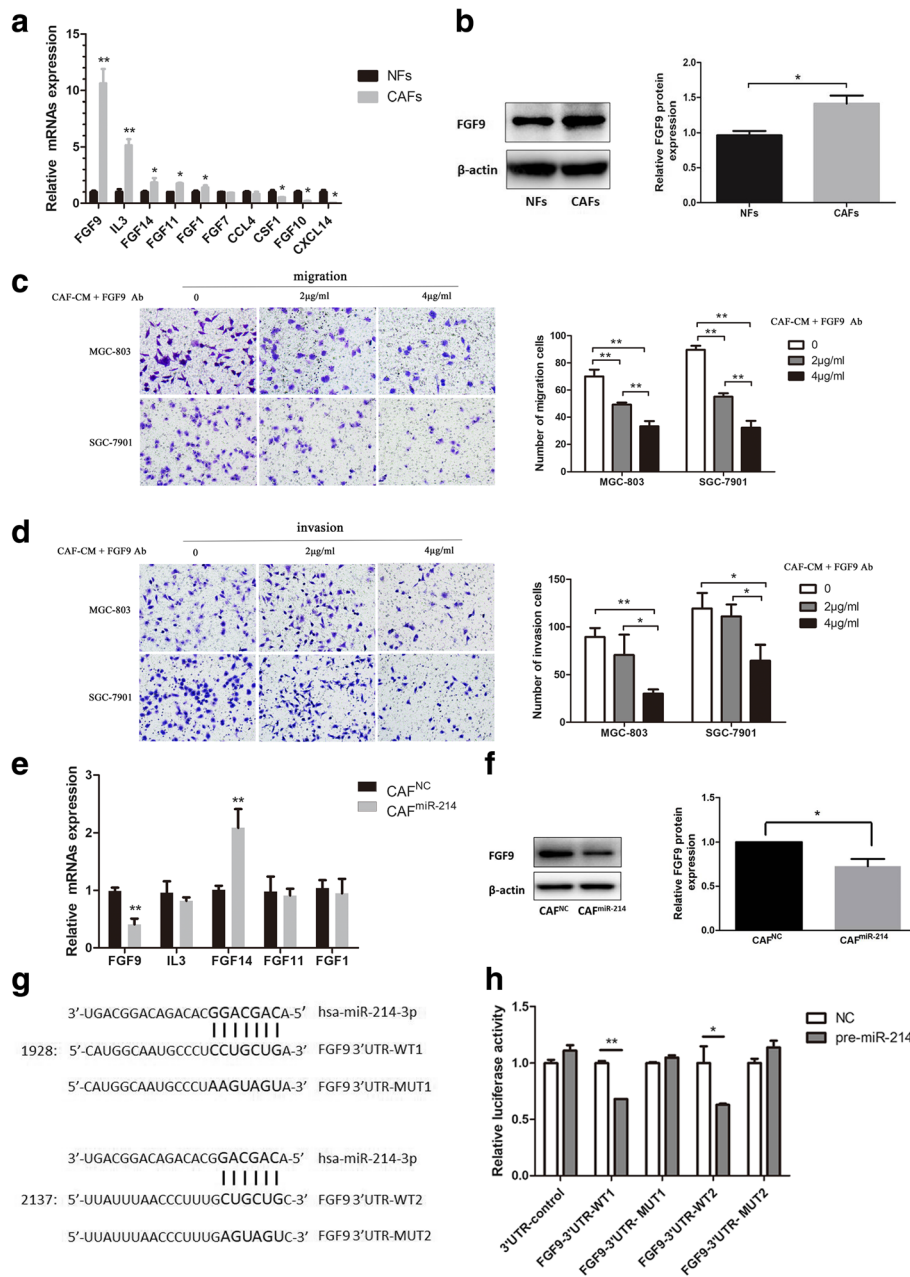 a
Relative mRNAs expression
15
10
5
0
NFs
CAFs
**
**
*
*
*
*
*
*
FGF9
IL3
FGF14
FGF11
FGF1
FGF7
CCL4
CSF1
FGF10
CXCL14
b
FGF9
β-actin
NFs CAFs
Relative FGF9 protein
expression
2.0
1.5
1.0
0.5
0.0
*
NFs
CAFs
c
migration
CAF-CM + FGF9 Ab
0
2μg/ml
4μg/ml
MGC-803
SGC-7901
Number of migration cells
100
80
60
40
20
0
**
**
**
**
**
**
MGC-803
SGC-7901
CAF-CM + FGF9 Ab
0
2μg/ml
4μg/ml
d
invasion
CAF-CM + FGF9 Ab
0
2μg/ml
4μg/ml
MGC-803
SGC-7901
Number of invasion cells
150
100
50
0
**
*
*
*
MGC-803
SGC-7901
CAF-CM + FGF9 Ab
0
2μg/ml
4μg/ml
e
Relative mRNAs expression
3
2
1
0
CAFNC
CAFmiR-214
**
**
FGF9
IL3
FGF14
FGF11
FGF1
f
FGF9
β-actin
CAFNC CAFmiR-214
Relative FGF9 protein
expression
1.5
1.0
0.5
0.0
*
CAFNC
CAFmiR-214
g
3’-UGACGGACAGACACGGACGACA-5’ hsa-miR-214-3p
1928: 5’-CAUGGCAAUGCCCUCCUGCUGA-3’ FGF9 3’UTR-WT1
5’-CAUGGCAAUGCCCUAAGUAGUA-3’ FGF9 3’UTR-MUT1
3’-UGACGGACAGACACGGACGACA-5’ hsa-miR-214-3p
2137: 5’-UUAUUUAACCCUUUGCUGCUGC-3’ FGF9 3’UTR-WT2
5’-UUAUUUAACCCUUUGAGUAGUC-3’ FGF9 3’UTR-MUT2
h
Relative luciferase activity
1.5
1.0
0.5
0.0
NC
pre-miR-214
**
*
3'UTR-control
FGF9-3'UTR-WT1
FGF9-3'UTR- MUT1
FGF9-3'UTR-WT2
FGF9-3'UTR- MUT2